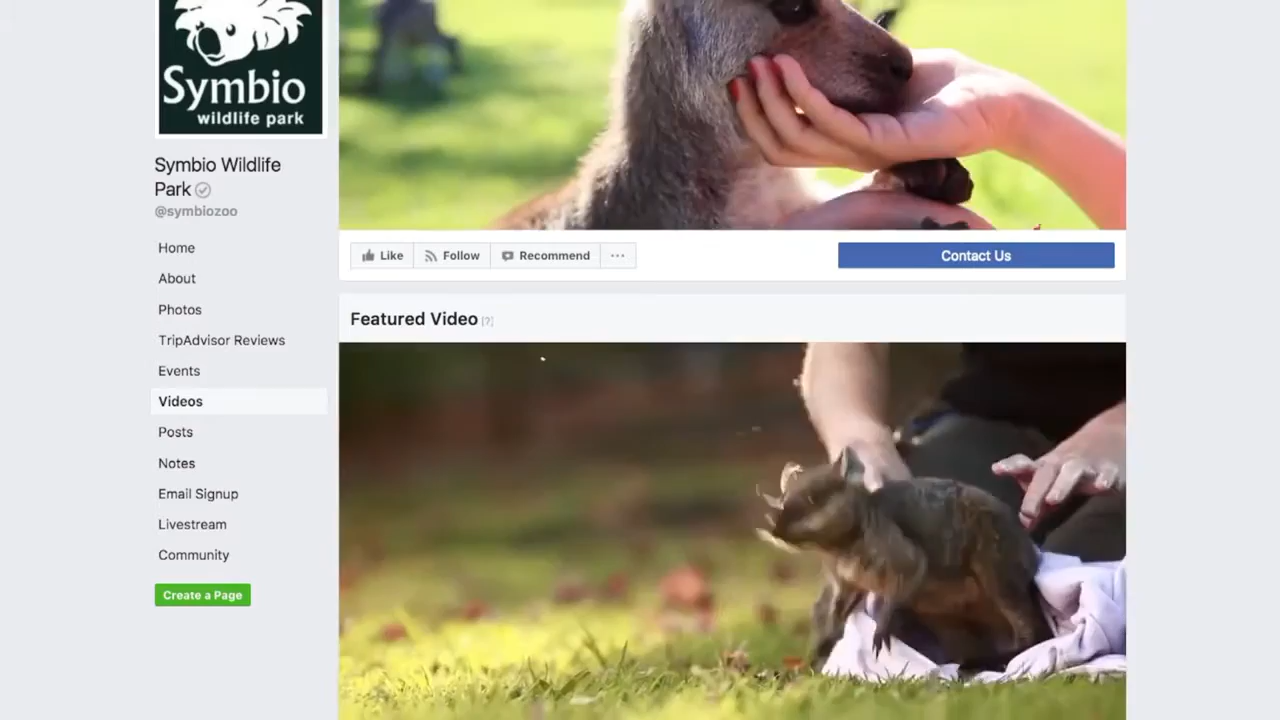 Symbio
wildlife park
Symbio Wildlife
Park
@symbiozoo
Home
About
Photos
TripAdvisor Reviews
Events
Videos
Posts
Notes
Email Signup
Livestream
Community
Create a Page
Like
Follow
Recommend
...
Contact Us
Featured Video [?]